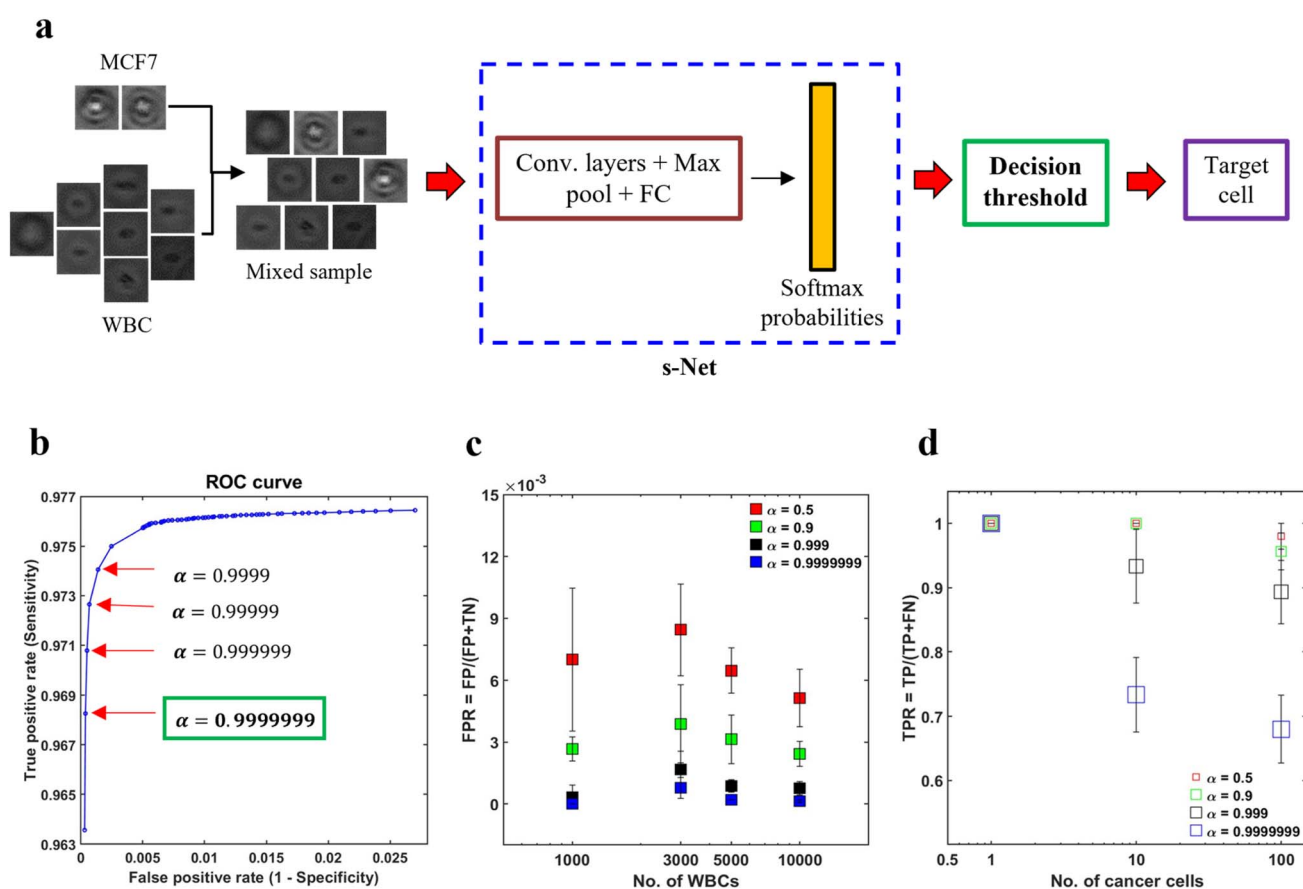 a
MCF7
WBC
Mixed sample
Conv. layers + Max
pool + FC
Softmax
probabilities
s-Net
Decision
threshold
Target
cell
b
ROC curve
True positive rate (Sensitivity)
0.977
0.975
0.973
0.971
0.969
0.967
0.965
0.963
α = 0.9999
α = 0.99999
α = 0.999999
α = 0.9999999
0
0.005
0.01
0.015
0.02
0.025
False positive rate (1 - Specificity)
c
×10⁻³
FPR = FP/(FP+TN)
15
12
9
6
3
0
α = 0.5
α = 0.9
α = 0.999
α = 0.9999999
1000
3000
5000
10000
No. of WBCs
d
TPR = TP/(TP+FN)
1
0.9
0.8
0.7
0.6
α = 0.5
α = 0.9
α = 0.999
α = 0.9999999
0.5
1
10
100
No. of cancer cells